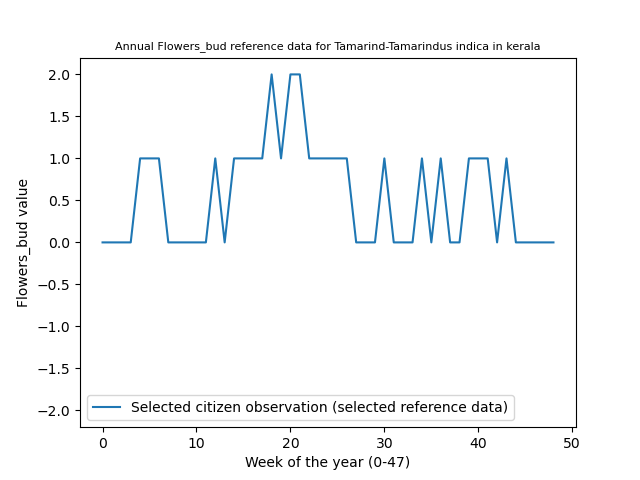 Annual Flowers_bud reference data for Tamarind-Tamarindus indica in kerala
2.0
1.5
1.0
0.5
0.0
−0.5
−1.0
−1.5
−2.0
Flowers_bud value
Selected citizen observation (selected reference data)
0 10 20 30 40 50
Week of the year (0-47)